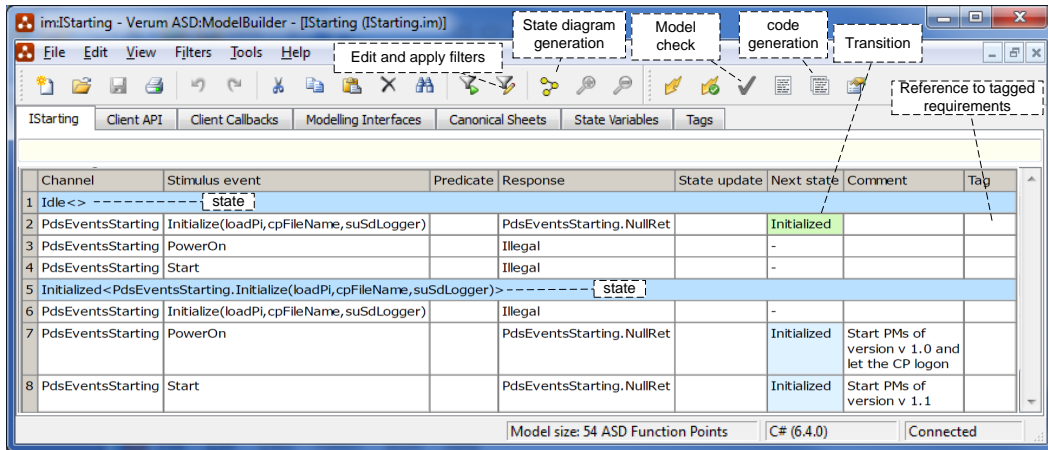 im:IStarting - Verum ASD:ModelBuilder - [IStarting (IStarting.im)]
State diagram generation
Model check
code generation
Transition
File Edit View Filters Tools Help
Edit and apply filters
Reference to tagged requirements
IStarting Client API Client Callbacks Modelling Interfaces Canonical Sheets State Variables Tags
Channel Stimulus event Predicate Response State update Next state Comment Tag
1 Idle<> state
2 PdsEventsStarting Initialize(loadPi,cpFileName,suSdLogger) PdsEventsStarting.NullRet Initialized
3 PdsEventsStarting PowerOn Illegal -
4 PdsEventsStarting Start Illegal -
5 Initialized<PdsEventsStarting.Initialize(loadPi,cpFileName,suSdLogger)> state
6 PdsEventsStarting Initialize(loadPi,cpFileName,suSdLogger) Illegal -
7 PdsEventsStarting PowerOn PdsEventsStarting.NullRet Initialized Start PMs of
version v 1.0 and
let the CP logon
8 PdsEventsStarting Start PdsEventsStarting.NullRet Initialized Start PMs of
version v 1.1
Model size: 54 ASD Function Points C# (6.4.0) Connected